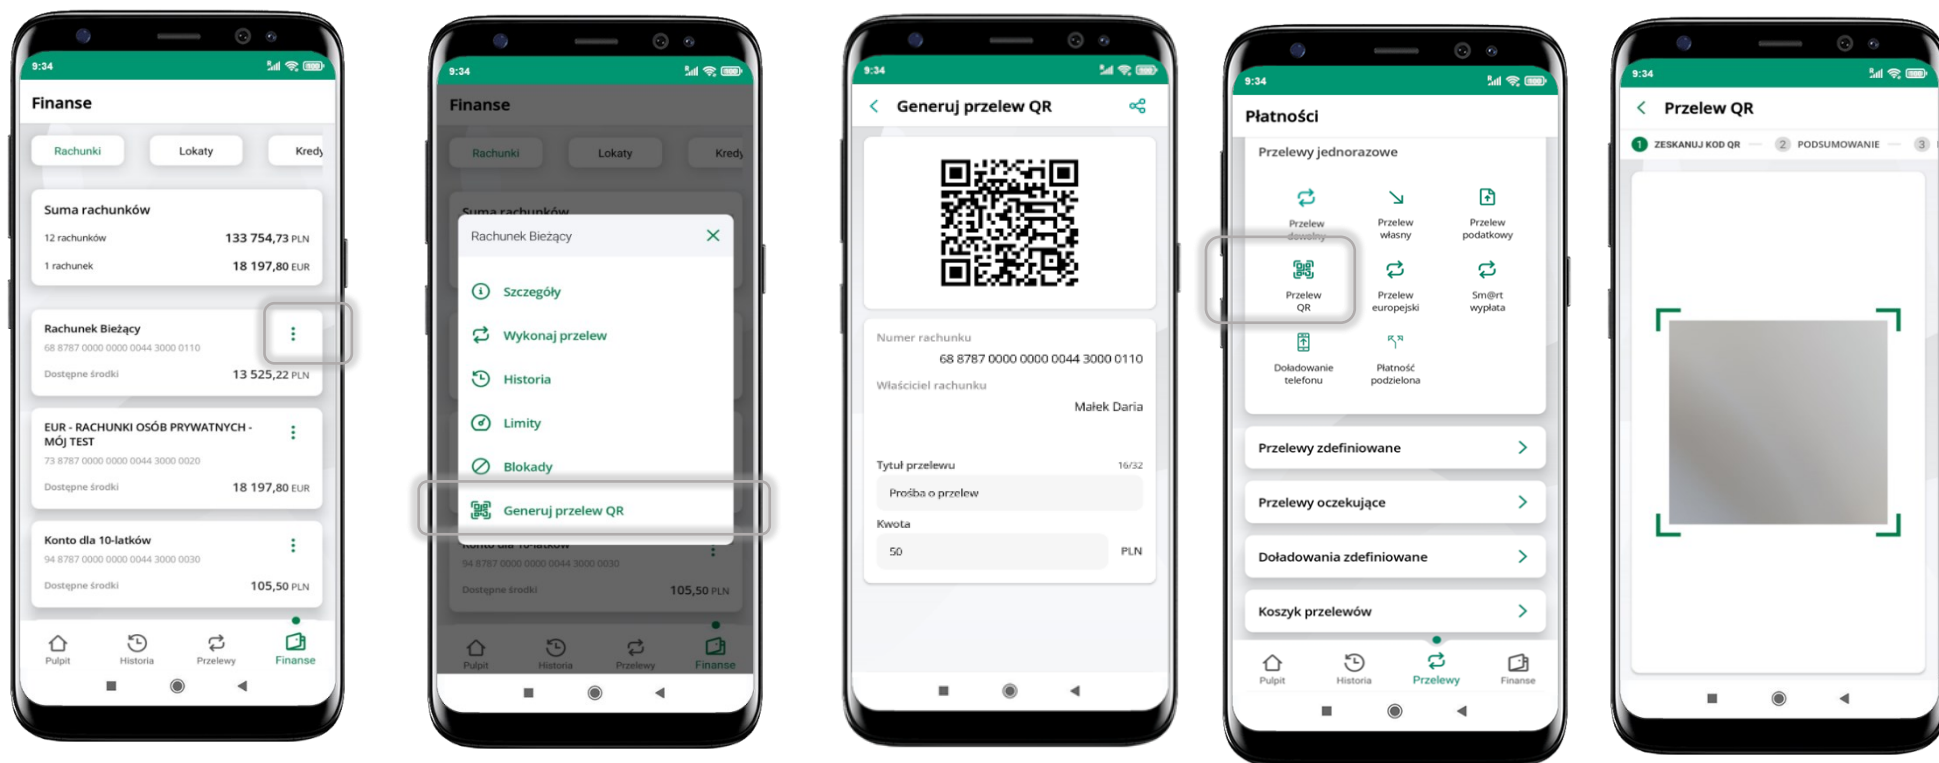 9:34
Finanse
Rachunki
Lokaty
Kredy
Suma rachunków
12 rachunków
133 754,73 PLN
1 rachunek
18 197,80 EUR
Rachunek Bieżący
68 8787 0000 0000 0044 3000 0110
Dostępne środki
13 525,22 PLN
EUR - RACHUNKI OSÓB PRYWATNYCH -
MÓJ TEST
73 8787 0000 0000 0044 3000 0020
Dostępne środki
18 197,80 EUR
Konto dla 10-latków
94 8787 0000 0000 0044 3000 0030
Dostępne środki
105,50 PLN
Pulpit
Historia
Przelewy
Finanse
9:34
Finanse
Rachunki
Lokaty
Kredy
Suma rachunków
Rachunek Bieżący
Szczegóły
Wykonaj przelew
Historia
Limity
Blokady
Generuj przelew QR
Konto dla 10-latków
94 8787 0000 0000 0044 3000 0030
Dostępne środki
105,50 PLN
Pulpit
Historia
Przelewy
Finanse
9:34
Generuj przelew QR
Numer rachunku
68 8787 0000 0000 0044 3000 0110
Właściciel rachunku
Małek Daria
Tytuł przelewu
16/32
Prośba o przelew
Kwota
50
PLN
9:34
Płatności
Przelewy jednorazowe
Przelew
dowolny
Przelew
własny
Przelew
podatkowy
Przelew
QR
Przelew
europejski
Sm@rt
wypłata
Doładowanie
telefonu
Płatność
podzielona
Przelewy zdefiniowane
Przelewy oczekujące
Doładowania zdefiniowane
Koszyk przelewów
Pulpit
Historia
Przelewy
Finanse
9:34
Przelew QR
1 ZESKANUJ KOD QR
2 PODSUMOWANIE
3